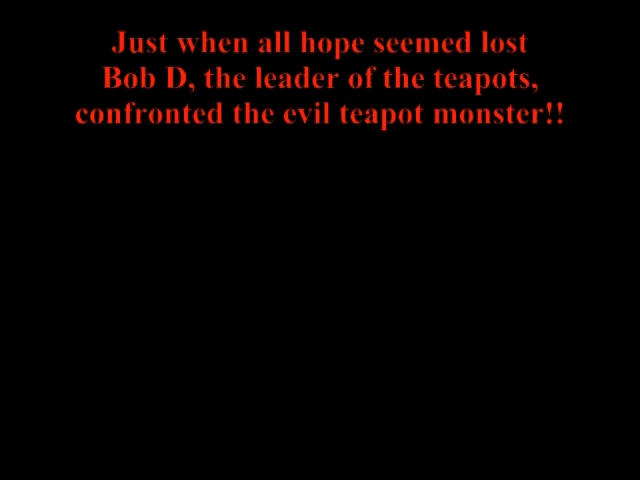 Just when all hope seemed lost
Bob D, the leader of the teapots,
confronted the evil teapot monster!!